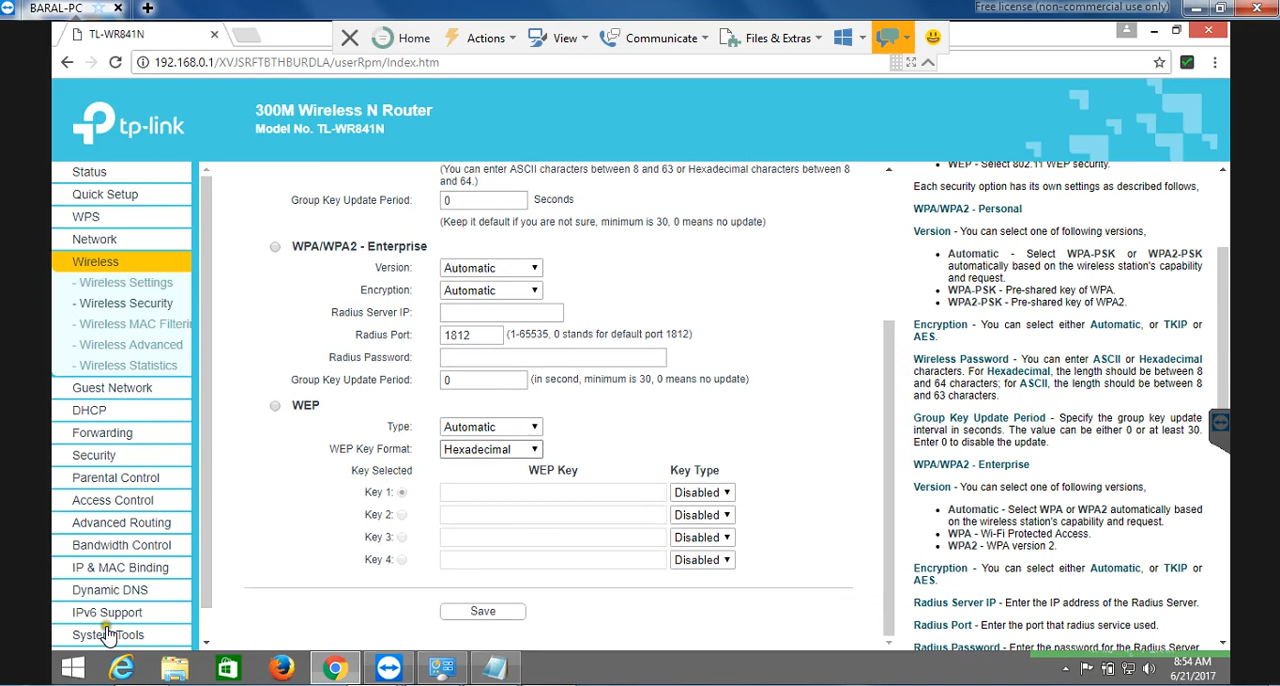 BARAL-PC
Free license (non-commercial use only)
TL-WR841N
Home
Actions
View
Communicate
Files & Extras
192.168.0.1/XVJSRFTBTHBURDLA/userRpm/Index.htm
tp-link
300M Wireless N Router
Model No. TL-WR841N
Status
Quick Setup
WPS
Network
Wireless
- Wireless Settings
- Wireless Security
- Wireless MAC Filterin
- Wireless Advanced
- Wireless Statistics
Guest Network
DHCP
Forwarding
Security
Parental Control
Access Control
Advanced Routing
Bandwidth Control
IP & MAC Binding
Dynamic DNS
IPv6 Support
System Tools
(You can enter ASCII characters between 8 and 63 or Hexadecimal characters between 8
and 64.)
Group Key Update Period: 0 Seconds
(Keep it default if you are not sure, minimum is 30, 0 means no update)
WPA/WPA2 - Enterprise
Version: Automatic
Encryption: Automatic
Radius Server IP:
Radius Port: 1812 (1-65535, 0 stands for default port 1812)
Radius Password:
Group Key Update Period: 0 (in second, minimum is 30, 0 means no update)
WEP
Type: Automatic
WEP Key Format: Hexadecimal
Key Selected WEP Key Key Type
Key 1: Disabled
Key 2: Disabled
Key 3: Disabled
Key 4: Disabled
Save
WEP - Select 802.11 WEP security.
Each security option has its own settings as described follows,
WPA/WPA2 - Personal
Version - You can select one of following versions,
Automatic - Select WPA-PSK or WPA2-PSK
automatically based on the wireless station's capability
and request.
WPA-PSK - Pre-shared key of WPA.
WPA2-PSK - Pre-shared key of WPA2.
Encryption - You can select either Automatic, or TKIP or
AES.
Wireless Password - You can enter ASCII or Hexadecimal
characters. For Hexadecimal, the length should be between 8
and 64 characters; for ASCII, the length should be between 8
and 63 characters.
Group Key Update Period - Specify the group key update
interval in seconds. The value can be either 0 or at least 30.
Enter 0 to disable the update.
WPA/WPA2 - Enterprise
Version - You can select one of following versions,
Automatic - Select WPA or WPA2 automatically based
on the wireless station's capability and request.
WPA - Wi-Fi Protected Access.
WPA2 - WPA version 2.
Encryption - You can select either Automatic, or TKIP or
AES.
Radius Server IP - Enter the IP address of the Radius Server.
Radius Port - Enter the port that radius service used.
Radius Password - Enter the password for the Radius Server
8:54 AM
6/21/2017